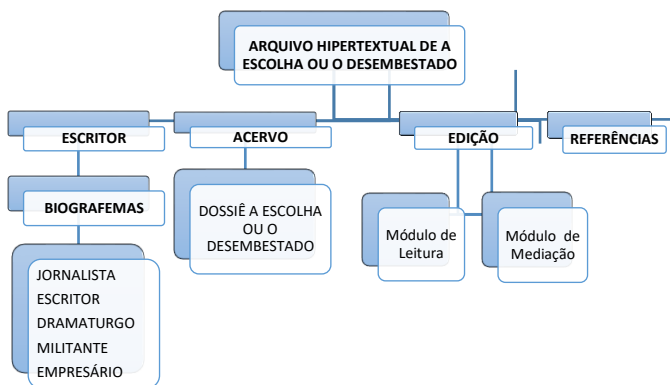 ARQUIVO HIPERTEXTUAL DE A
ESCOLHA OU O DESEMBESTADO
ESCRITOR
ACERVO
EDIÇÃO
REFERÊNCIAS
BIOGRAFEMAS
DOSSIÊ A ESCOLHA
OU O
DESEMBESTADO
Módulo de
Leitura
Módulo de
Mediação
JORNALISTA
ESCRITOR
DRAMATURGO
MILITANTE
EMPRESÁRIO